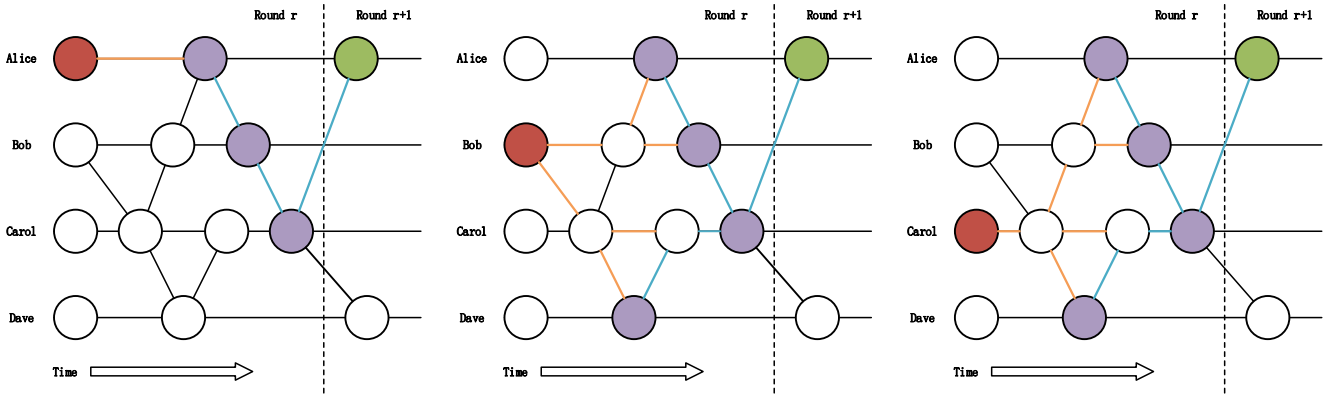 Round r
Round r+1
Alice
Bob
Carol
Dave
Time
Round r
Round r+1
Alice
Bob
Carol
Dave
Time
Round r
Round r+1
Alice
Bob
Carol
Dave
Time